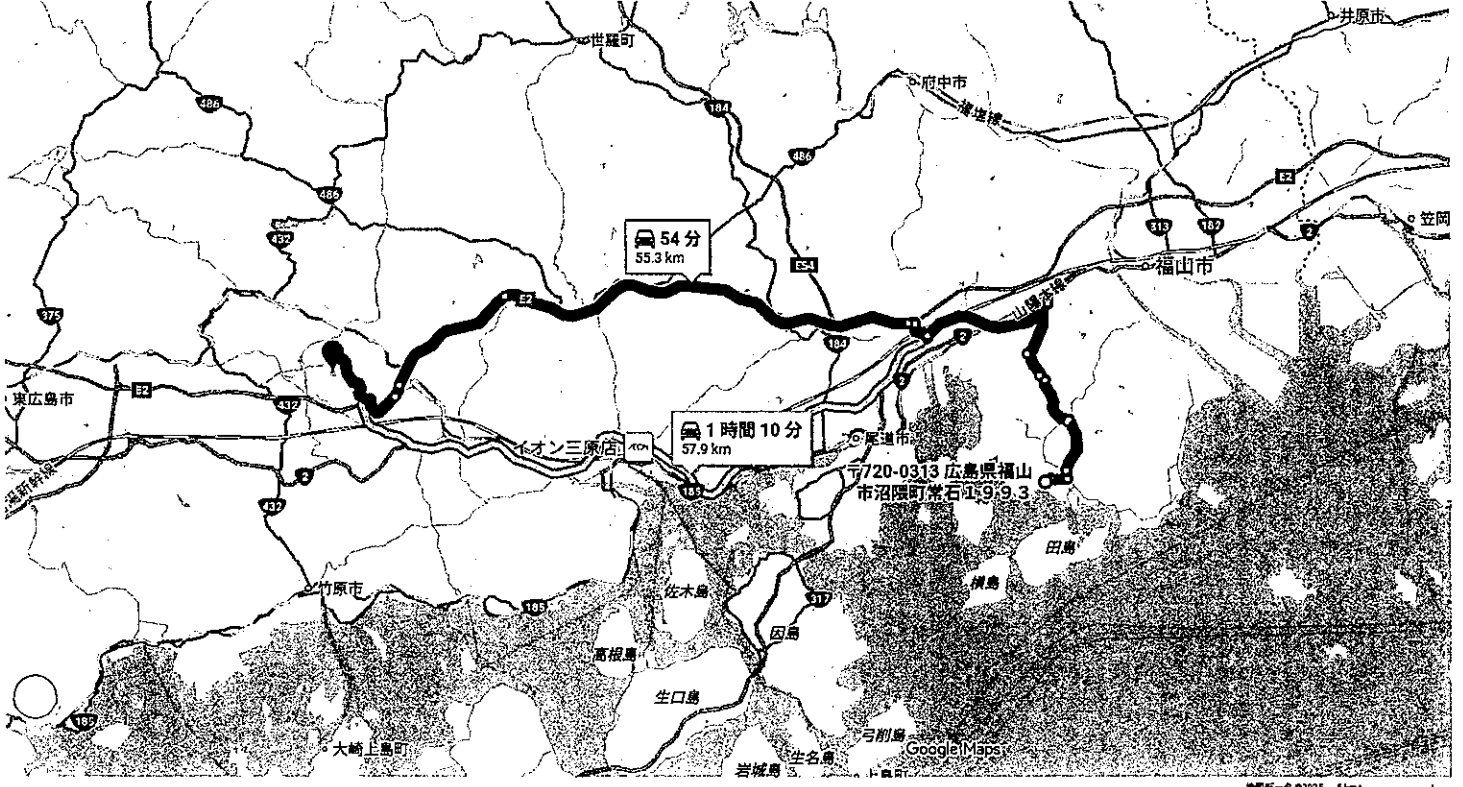 井原市
世羅町
府中市
486
184
福塩線
486
E2
486
432
笠岡
313
182
2
54 分
55.3 km
E54
福山市
375
E2
山陽本線
184
2
E2
東広島市
432
2
1 時間 10 分
57.9 km
イオン三原店
尾道市
〒720-0313 広島県福山
市沼隈町常石1993
2
185
432
田島
横島
竹原市
佐木島
185
317
因島
高根島
生口島
185
大崎上島町
弓削島
Google Maps
生名島
岩城島
上島町